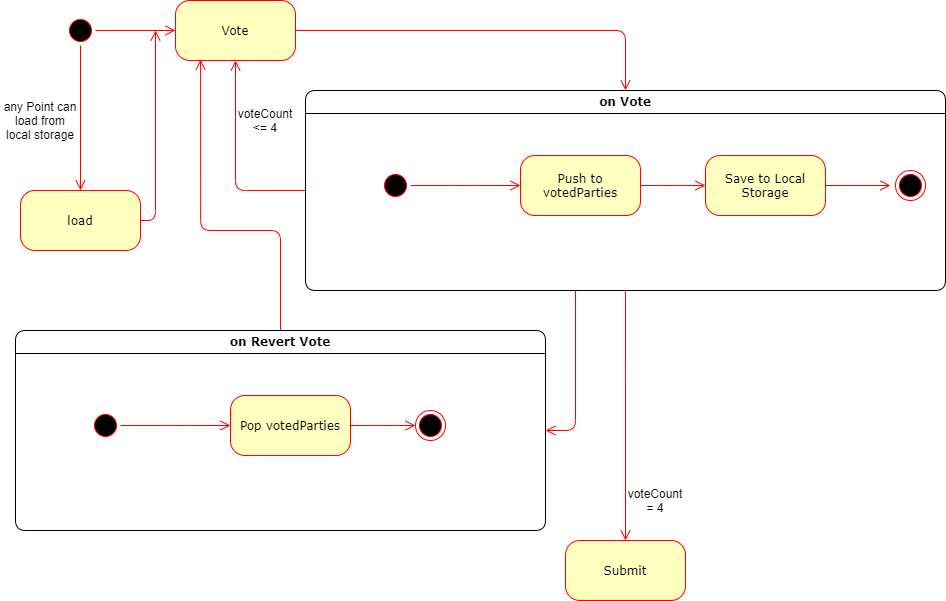 Vote
on Vote
any Point can
load from
local storage
voteCount
<= 4
Push to
votedParties
Save to Local
Storage
load
on Revert Vote
Pop votedParties
voteCount
= 4
Submit